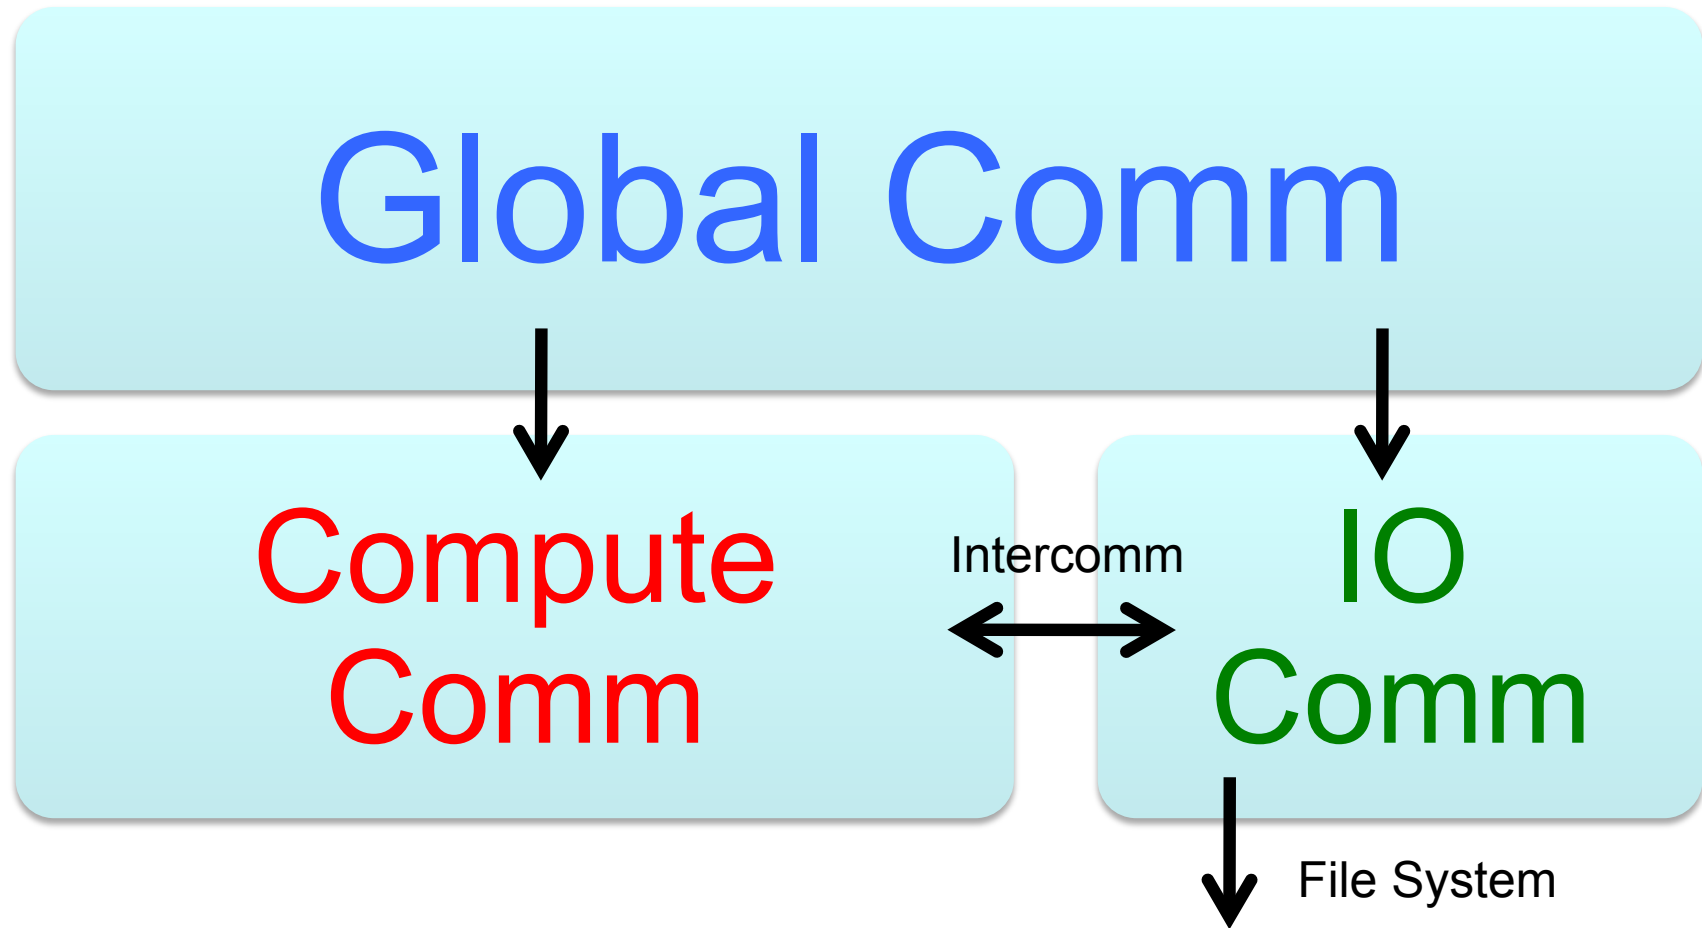 Global Comm
Compute
Comm
Intercomm
IO
Comm
File System